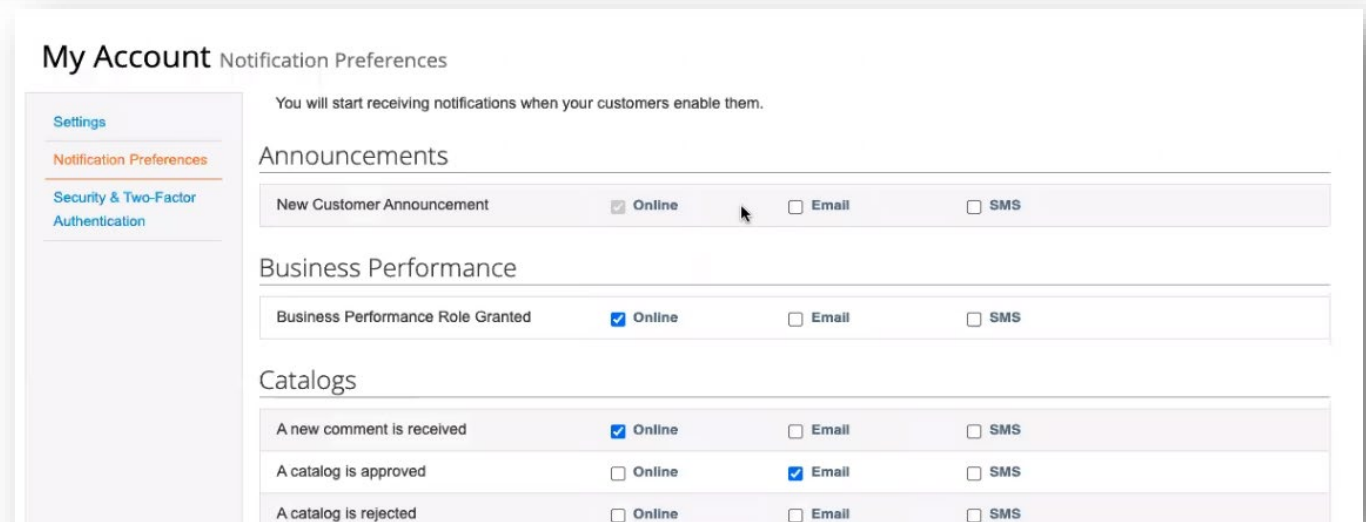 My Account Notification Preferences
You will start receiving notifications when your customers enable them.
Settings
Notification Preferences
Security & Two-Factor
Authentication
Announcements
New Customer Announcement Online Email SMS
Business Performance
Business Performance Role Granted Online Email SMS
Catalogs
A new comment is received Online Email SMS
A catalog is approved Online Email SMS
A catalog is rejected Online Email SMS